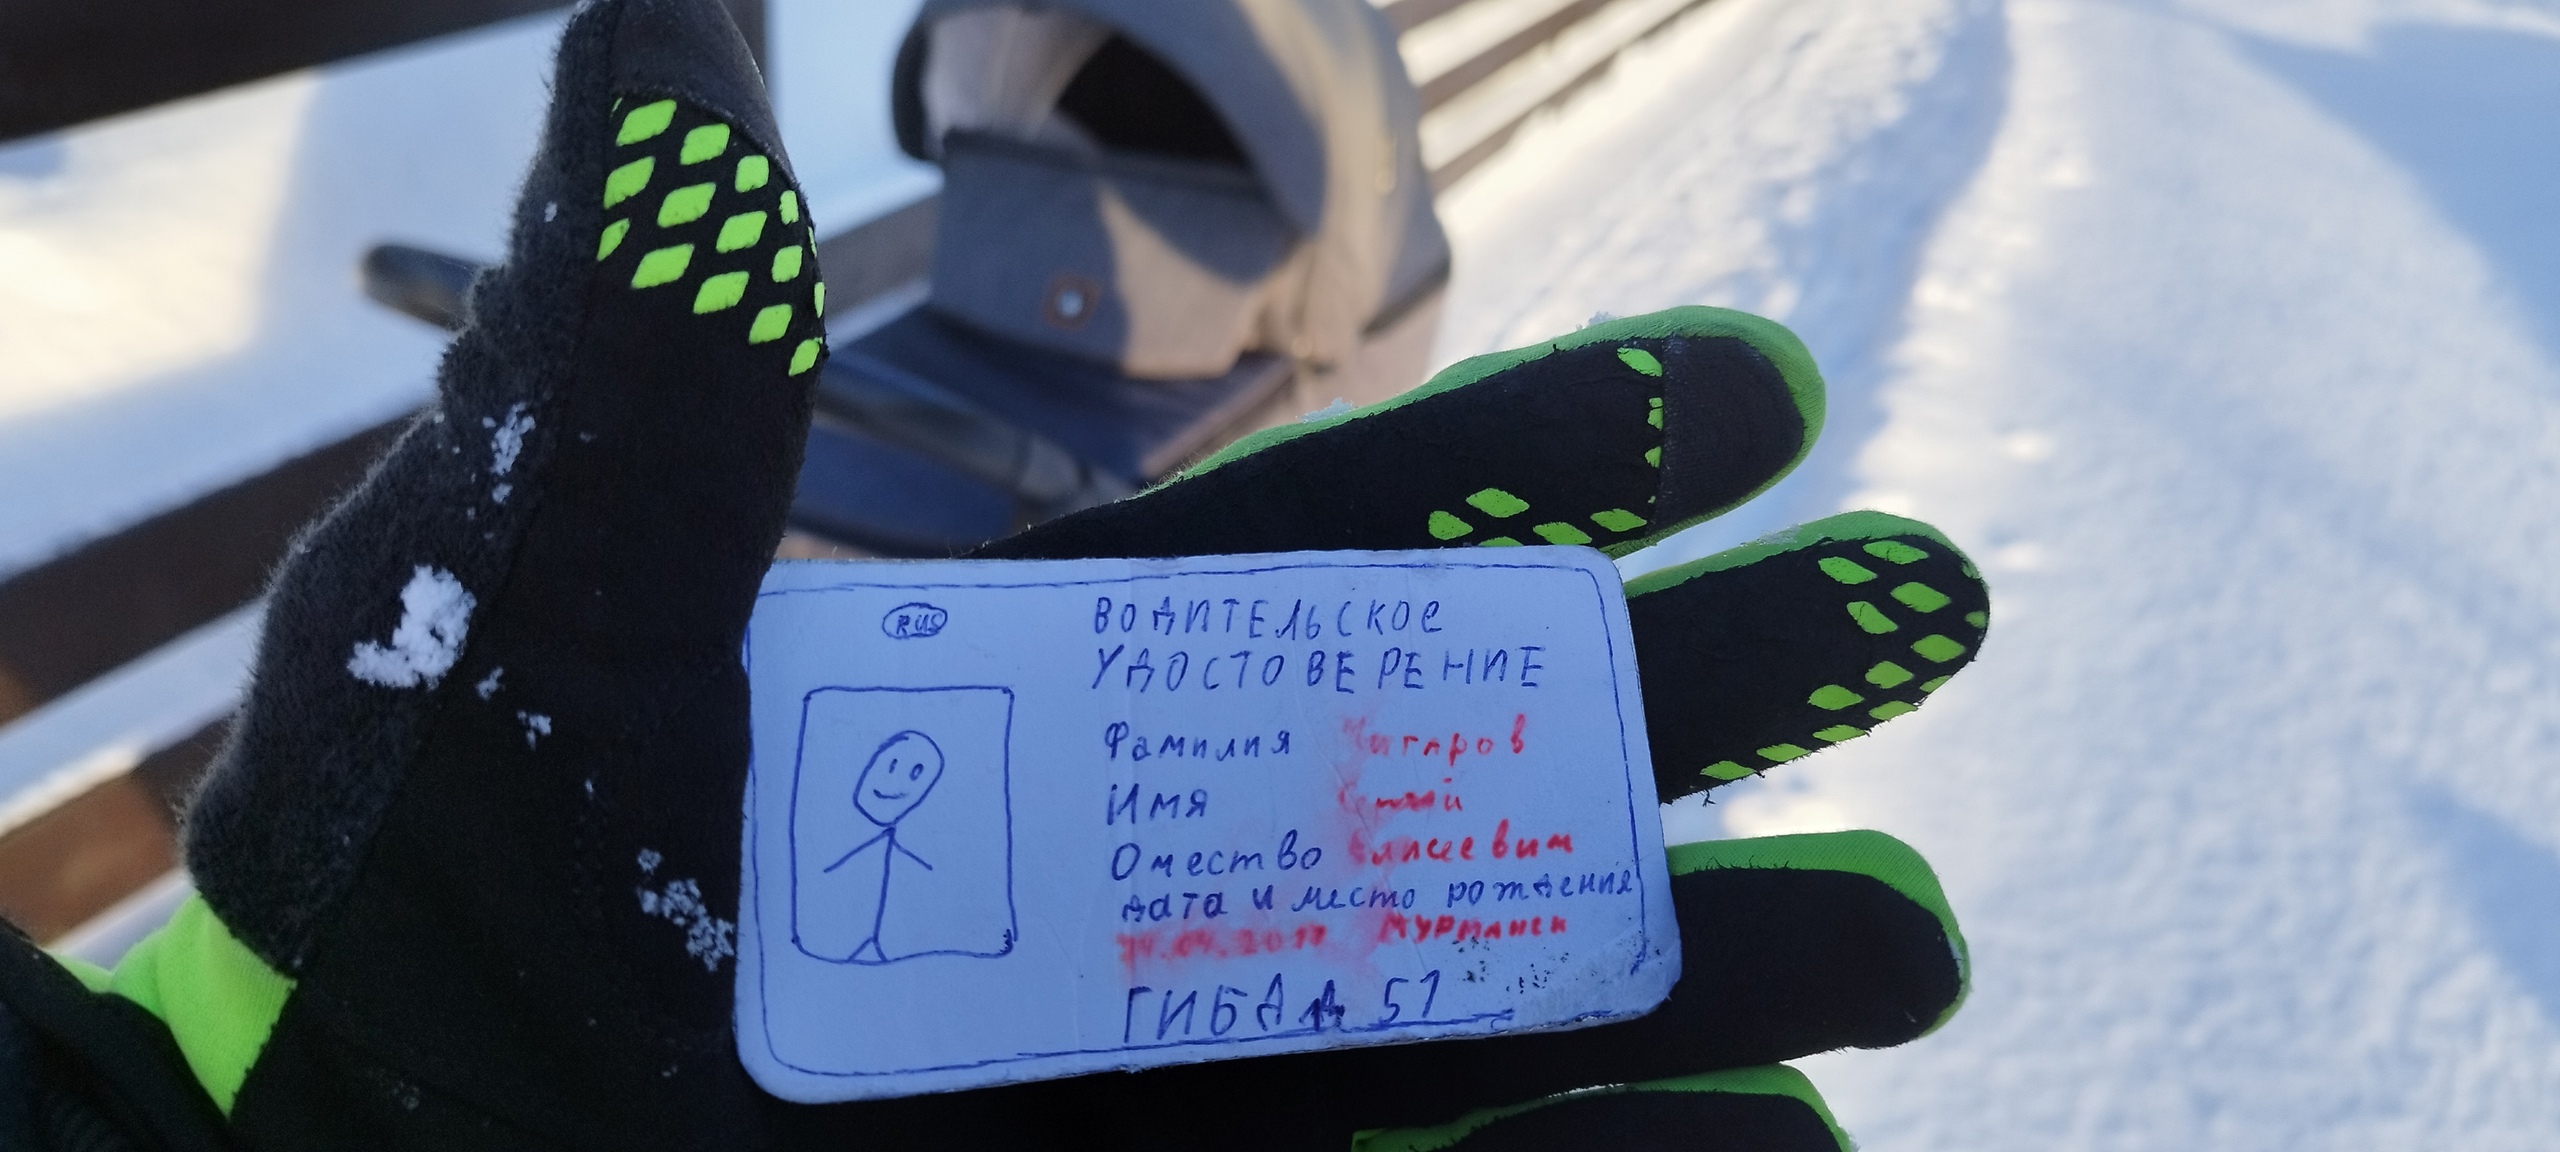 RUS
ВОДИТЕЛЬСКОЕ
УДОСТОВЕРЕНИЕ
Фамилия
Имя
Отчество
дата и место рождения
Мурманск
ГИБДД 51